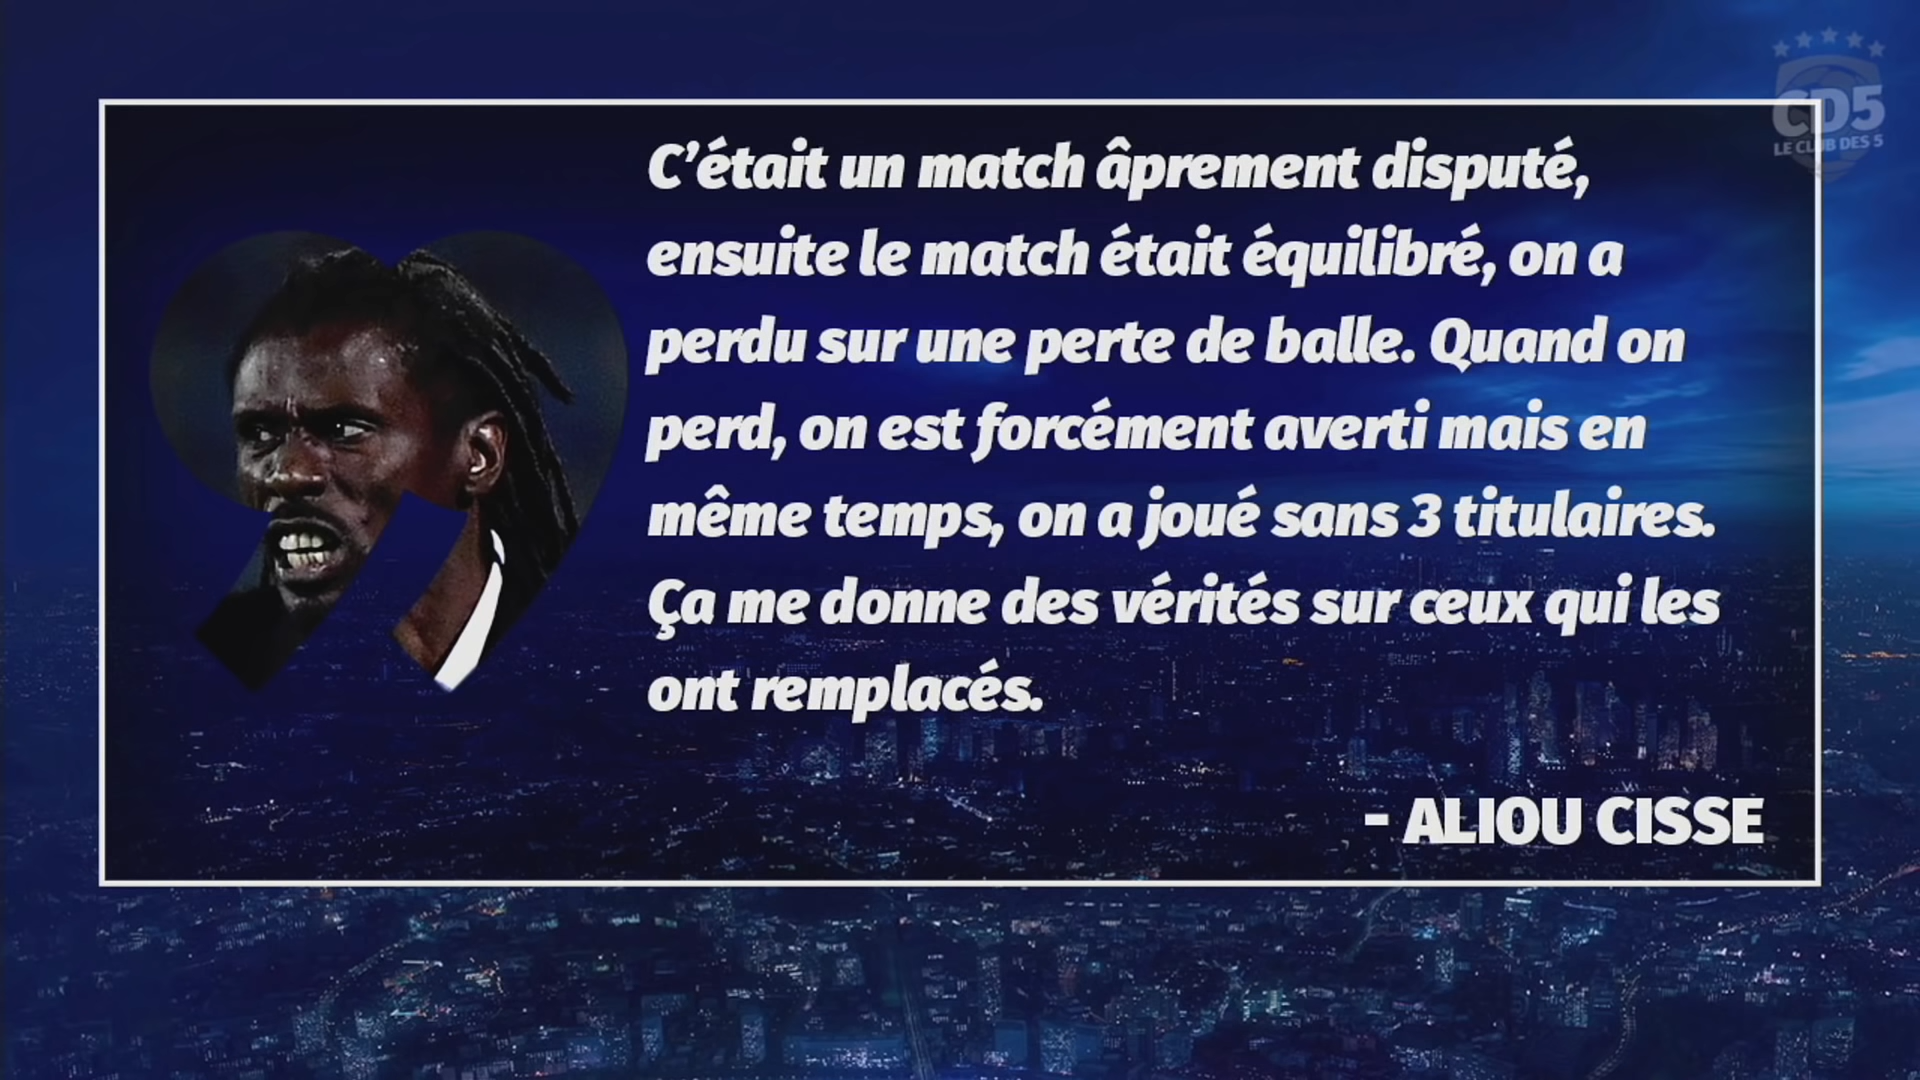 CD5
LE CLUB DES 5
C'était un match âprement disputé,
ensuite le match était équilibré, on a
perdu sur une perte de balle. Quand on
perd, on est forcément averti mais en
même temps, on a joué sans 3 titulaires.
Ça me donne des vérités sur ceux qui les
ont remplacés.
- ALIOU CISSE